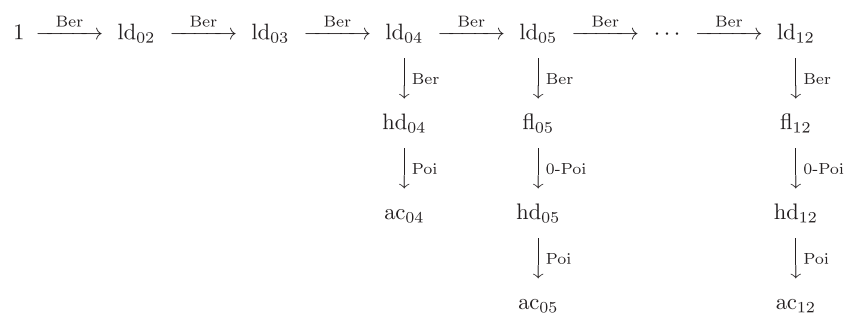 Ber Ber Ber Ber Ber Ber
1 ld02 ld03 ld04 ld05 ··· ld12
Ber Ber Ber
hd04 fl05 fl12
Poi 0-Poi 0-Poi
ac04 hd05 hd12
Poi Poi
ac05 ac12